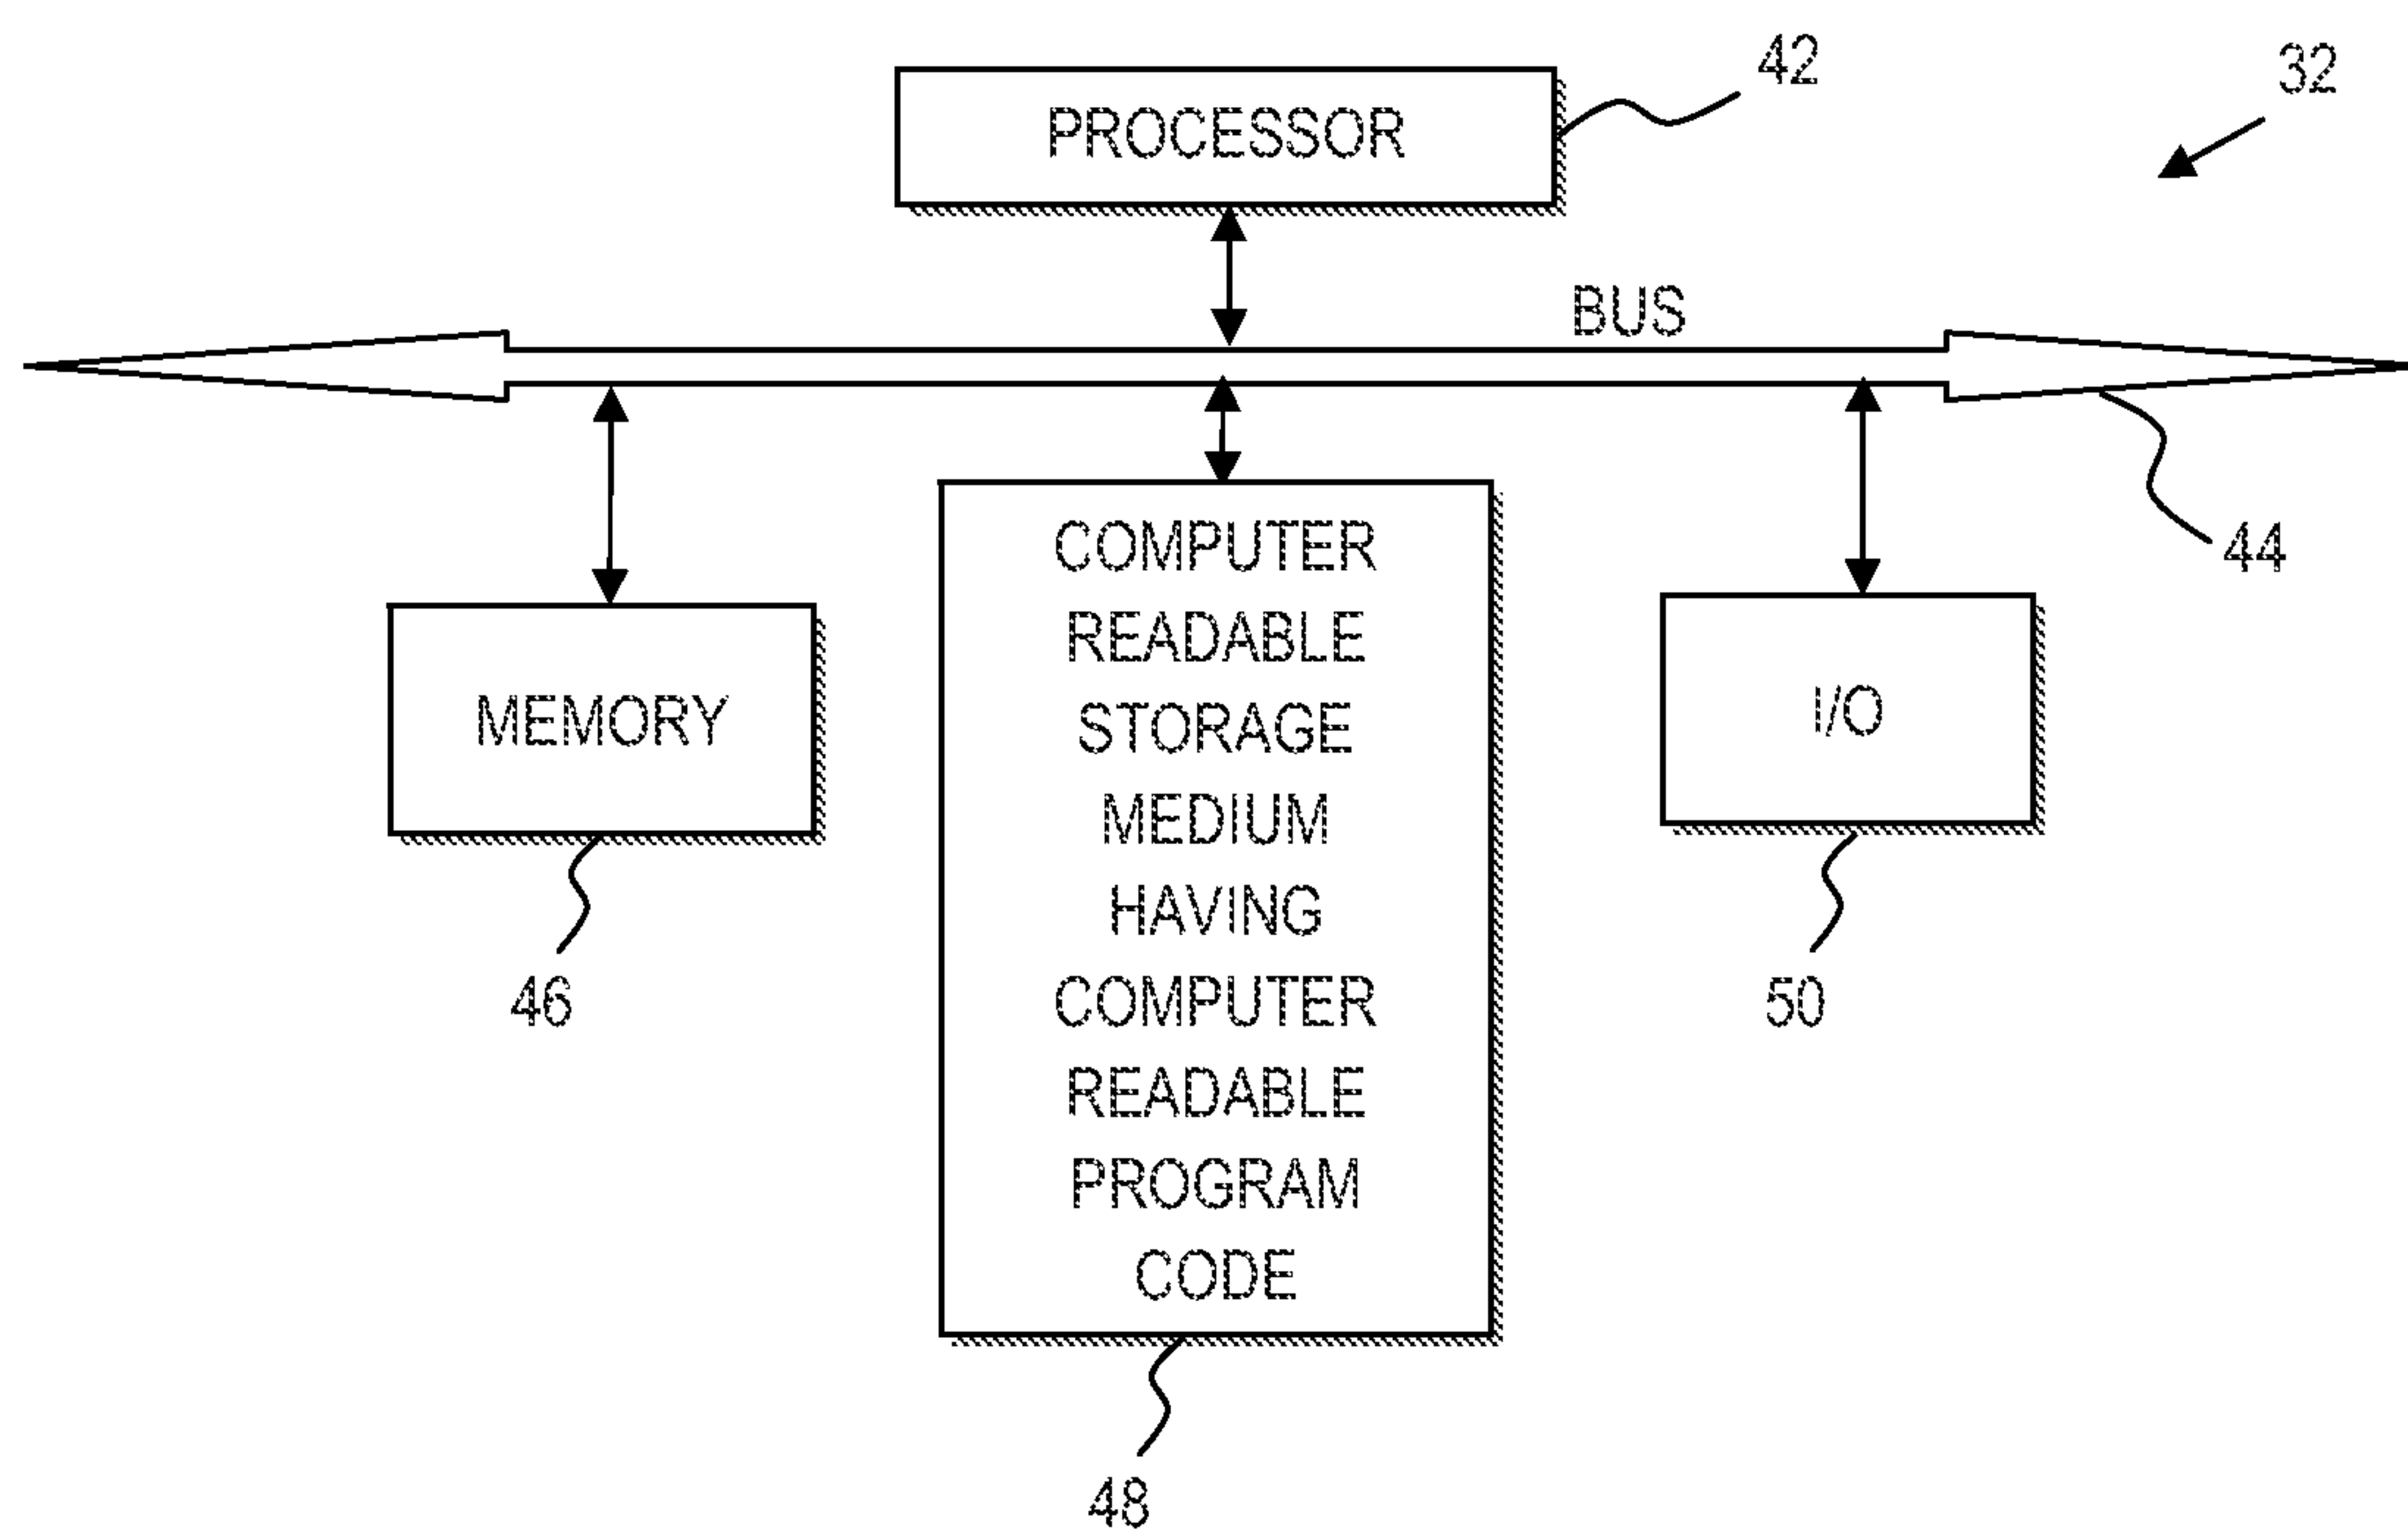 42
32
PROCESSOR
BUS
44
COMPUTER
READABLE
STORAGE
MEDIUM
HAVING
COMPUTER
READABLE
PROGRAM
CODE
MEMORY
I/O
46
50
48